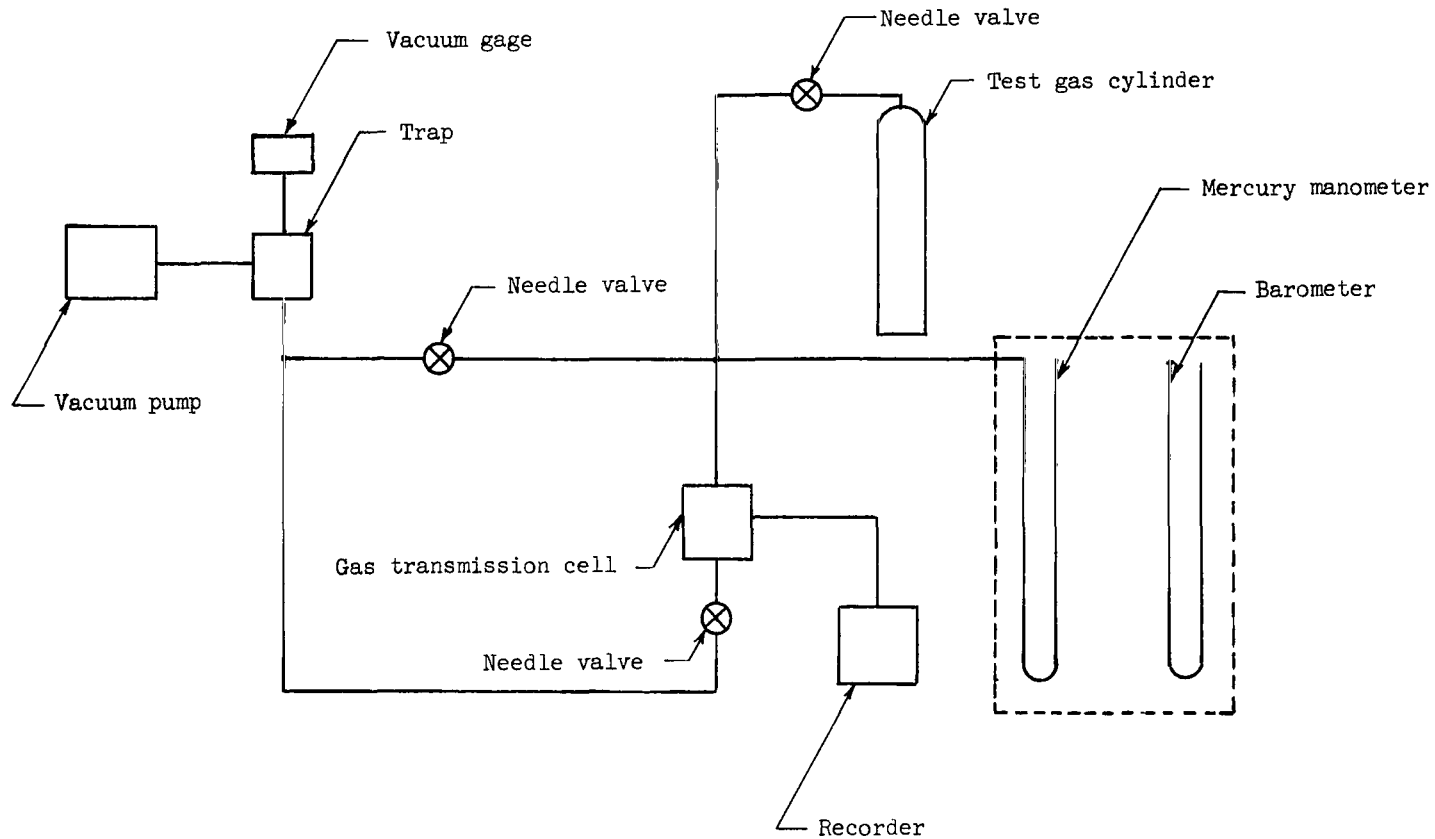 Needle valve
Vacuum gage
Test gas cylinder
Trap
Mercury manometer
Needle valve
Barometer
Vacuum pump
Gas transmission cell
Needle valve
Recorder